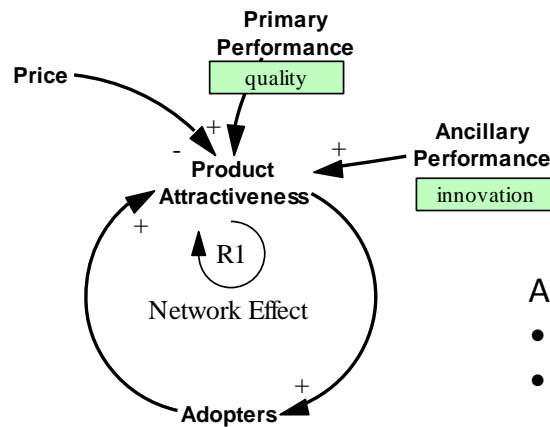 Primary
Performance
quality
Price
+
-
+
Ancillary
Performance
innovation
Product
Attractiveness
+
R1
Network Effect
+
Adopters
A
•
•